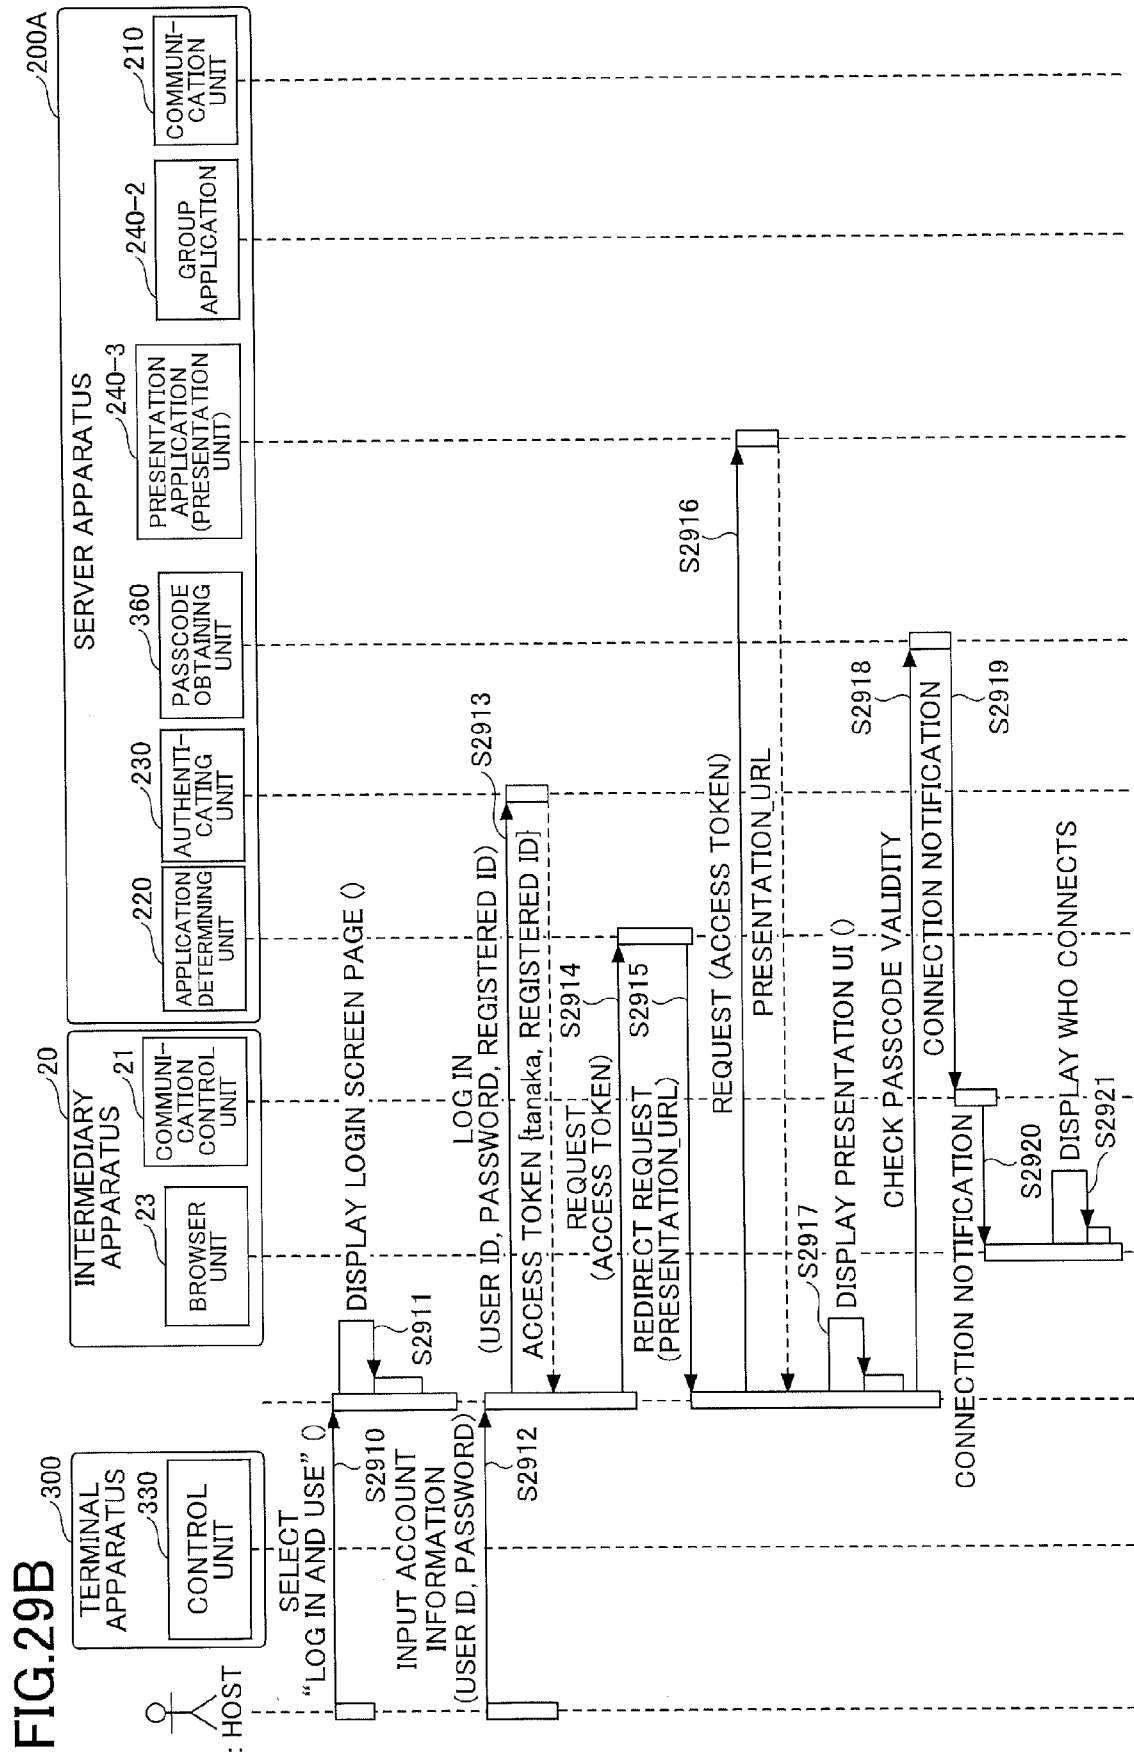 FIG.29B
: HOST
300
TERMINAL
APPARATUS
330
CONTROL
UNIT
20
INTERMEDIARY
APPARATUS
23
BROWSER
UNIT
21
COMMUNI-
CATION
CONTROL
UNIT
200A
SERVER APPARATUS
220
APPLICATION
DETERMINING
UNIT
230
AUTHENTI-
CATING
UNIT
360
PASSCODE
OBTAINING
UNIT
240-3
PRESENTATION
APPLICATION
(PRESENTATION
UNIT)
240-2
GROUP
APPLICATION
210
COMMUNI-
CATION
UNIT
SELECT
"LOG IN AND USE" ()
S2910
DISPLAY LOGIN SCREEN PAGE ()
S2911
INPUT ACCOUNT
INFORMATION
(USER ID, PASSWORD)
S2912
LOG IN
(USER ID, PASSWORD, REGISTERED ID)
S2913
ACCESS TOKEN {tanaka, REGISTERED ID}
REQUEST
(ACCESS TOKEN)
S2914
REDIRECT REQUEST
(PRESENTATION_URL)
S2915
REQUEST (ACCESS TOKEN)
S2916
PRESENTATION_URL
S2917
DISPLAY PRESENTATION UI ()
CHECK PASSCODE VALIDITY
S2918
CONNECTION NOTIFICATION
S2919
CONNECTION NOTIFICATION
S2920
DISPLAY WHO CONNECTS
S2921